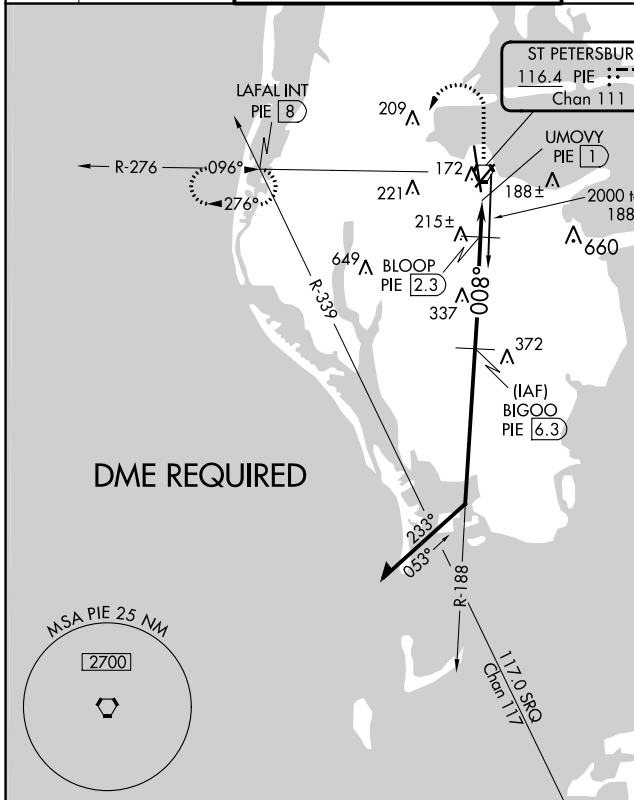 ST PETERSBUR
116.4 PIE
Chan 111
LAFAL INT
PIE 8
209
UMOVY
PIE 1
R-276
096°
172
188±
276°
221
2000 to
188
215±
660
649
BLOOP
PIE 2.3
008°
337
R-339
372
(IAF)
BIGOO
PIE 6.3
DME REQUIRED
233°
053°
R-188
MSA PIE 25 NM
2700
117.0 SRQ
Chan 117